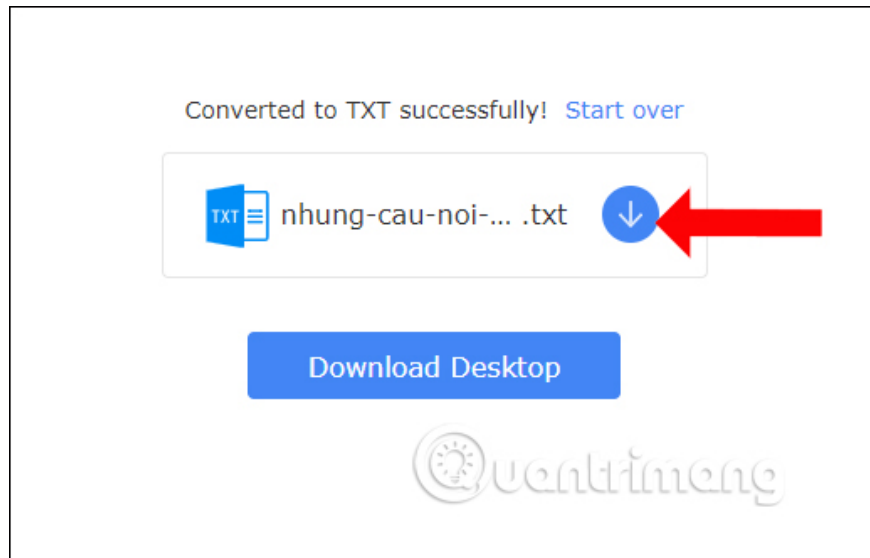 Converted to TXT successfully! Start over
TXT nhung-cau-noi-... .txt
Download Desktop
Quantrimang